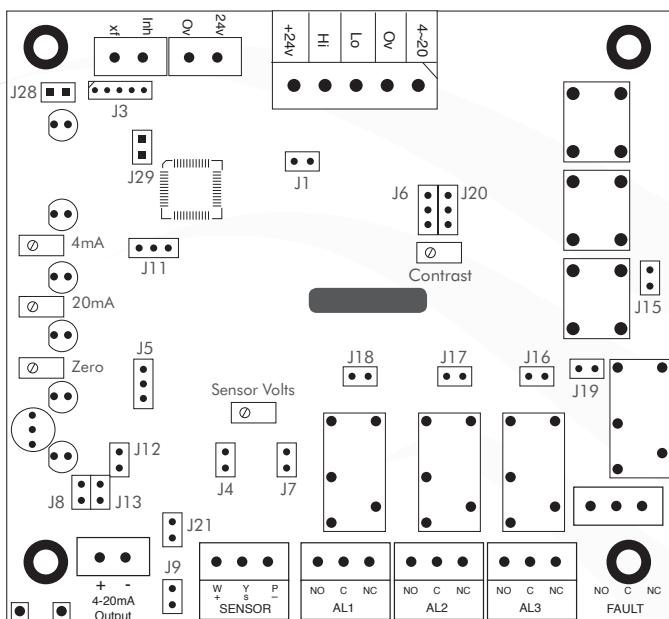 xf Inh Ov 24v
+24v Hi Lo Ov 4~20
J28
J3
J29
J1
J6 J20
4mA
J11
Contrast
20mA
J15
J5
Zero
J18 J17 J16
J19
Sensor Volts
J12
J8 J13
J4 J7
J21
J9
+ -
4-20mA
Output
W Y P
+ s –
SENSOR
NO C NC
AL1
NO C NC
AL2
NO C NC
AL3
NO C NC
FAULT